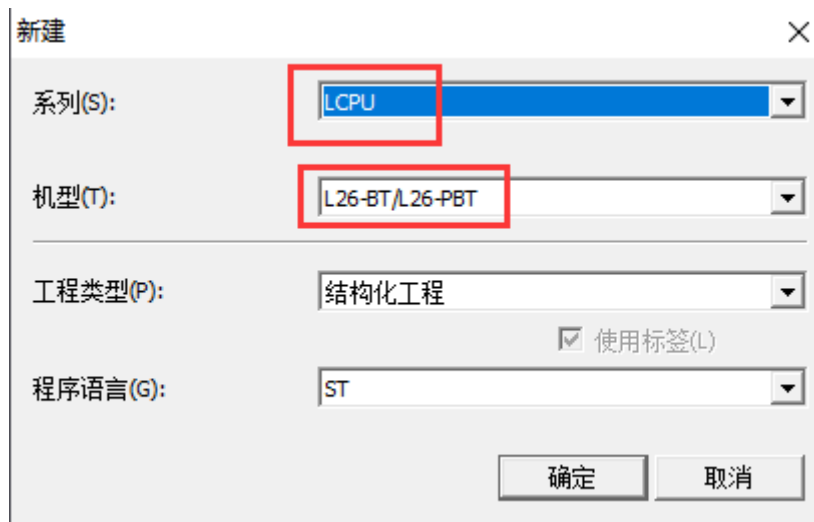 新建
系列(S): LCPU
机型(T): L26-BT/L26-PBT
工程类型(P): 结构化工程
使用标签(L)
程序语言(G): ST
确定 取消